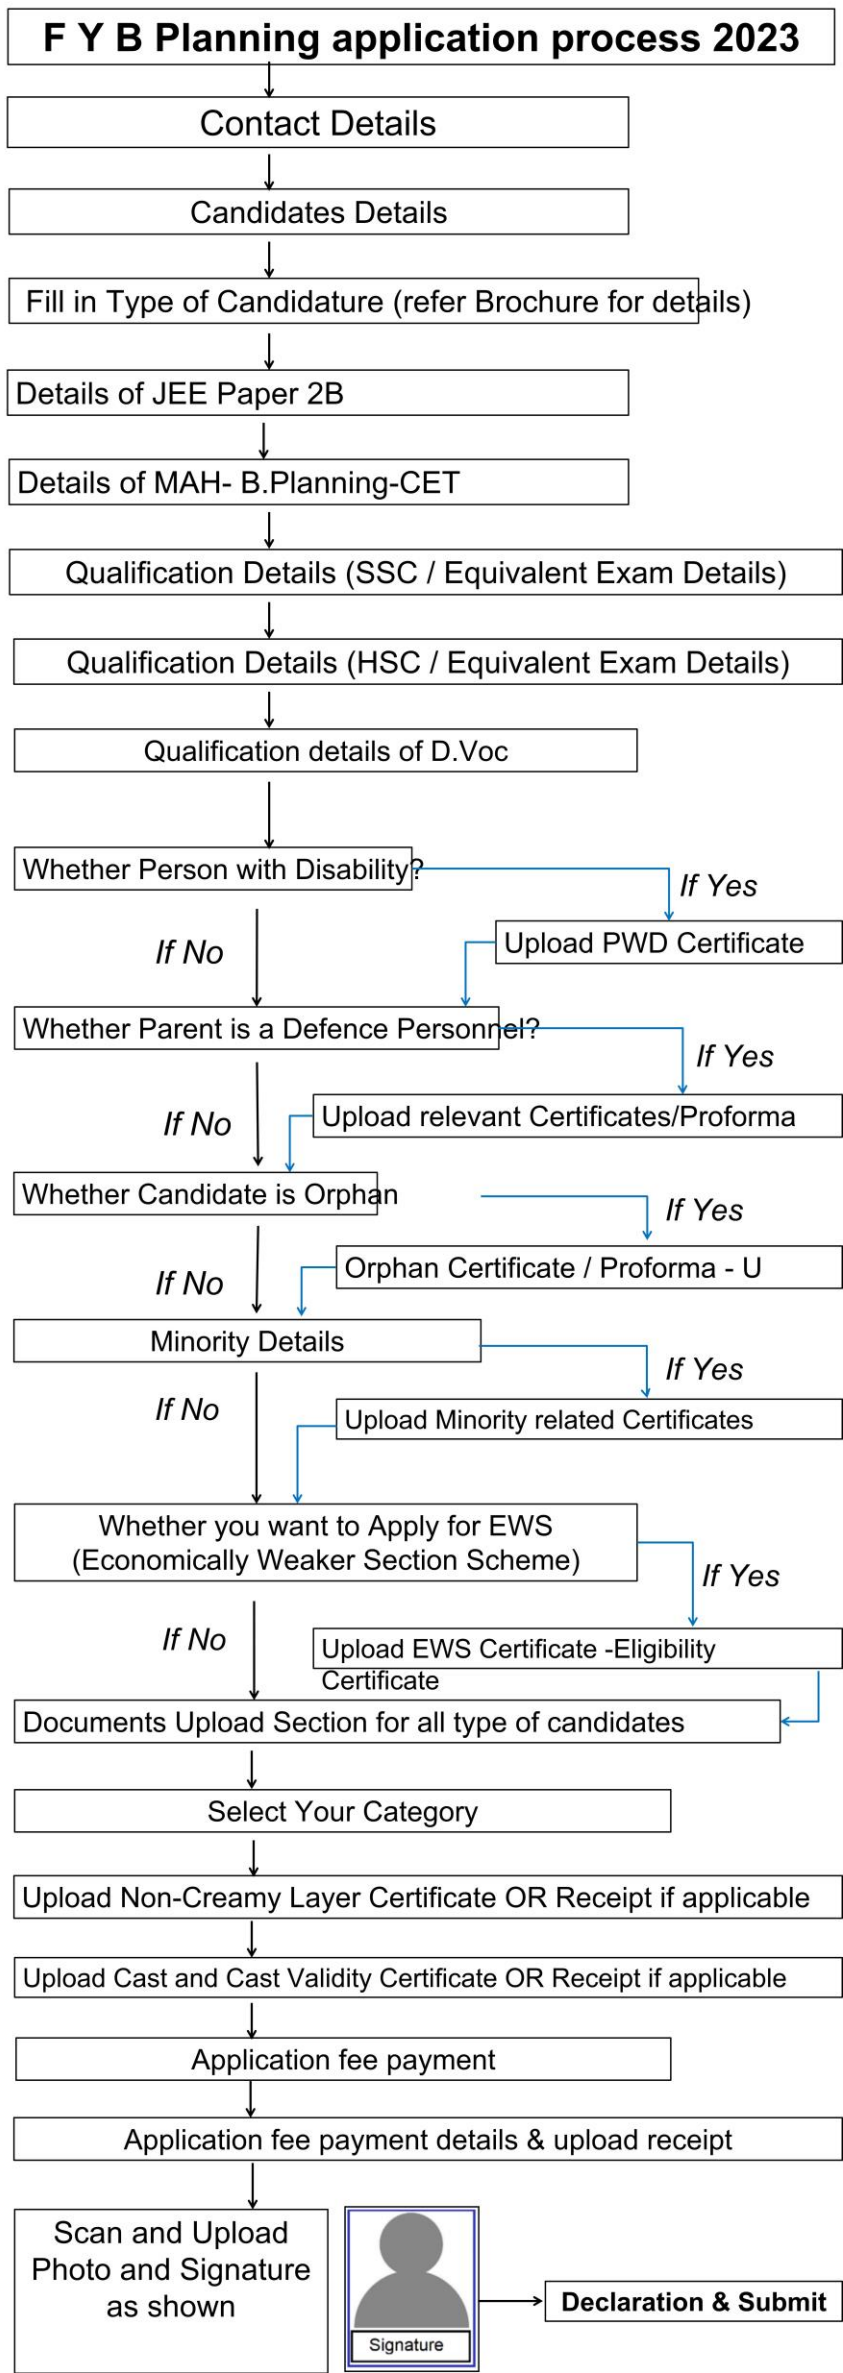 F Y B Planning application process 2023
Contact Details
Candidates Details
Fill in Type of Candidature (refer Brochure for details)
Details of JEE Paper 2B
Details of MAH- B.Planning-CET
Qualification Details (SSC / Equivalent Exam Details)
Qualification Details (HSC / Equivalent Exam Details)
Qualification details of D.Voc
Whether Person with Disability?
If Yes
If No
Upload PWD Certificate
Whether Parent is a Defence Personnel?
If Yes
If No
Upload relevant Certificates/Proforma
Whether Candidate is Orphan
If Yes
If No
Orphan Certificate / Proforma - U
Minority Details
If Yes
If No
Upload Minority related Certificates
Whether you want to Apply for EWS
(Economically Weaker Section Scheme)
If Yes
If No
Upload EWS Certificate -Eligibility
Certificate
Documents Upload Section for all type of candidates
Select Your Category
Upload Non-Creamy Layer Certificate OR Receipt if applicable
Upload Cast and Cast Validity Certificate OR Receipt if applicable
Application fee payment
Application fee payment details & upload receipt
Scan and Upload
Photo and Signature
as shown
Signature
Declaration & Submit